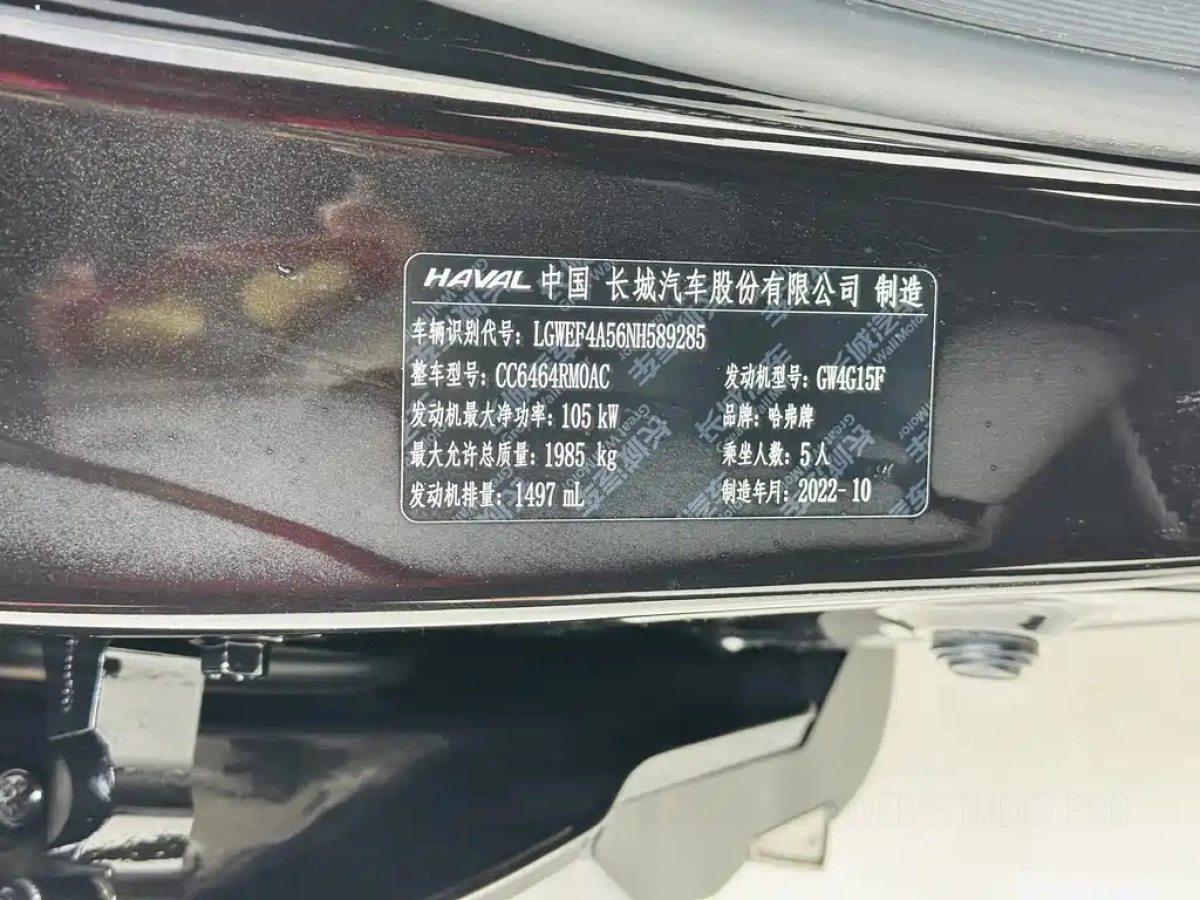 HAVAL 中国 长城汽车股份有限公司 制造
车辆识别代号: LGWEF4A56NH589285
整车型号: CC6464RM0AC 发动机型号: GW4G15F
发动机最大净功率: 105 kW 品牌: 哈弗牌
最大允许总质量: 1985 kg 乘坐人数: 5人
发动机排量: 1497 mL 制造年月: 2022-10
WEB-STUDIO PRO